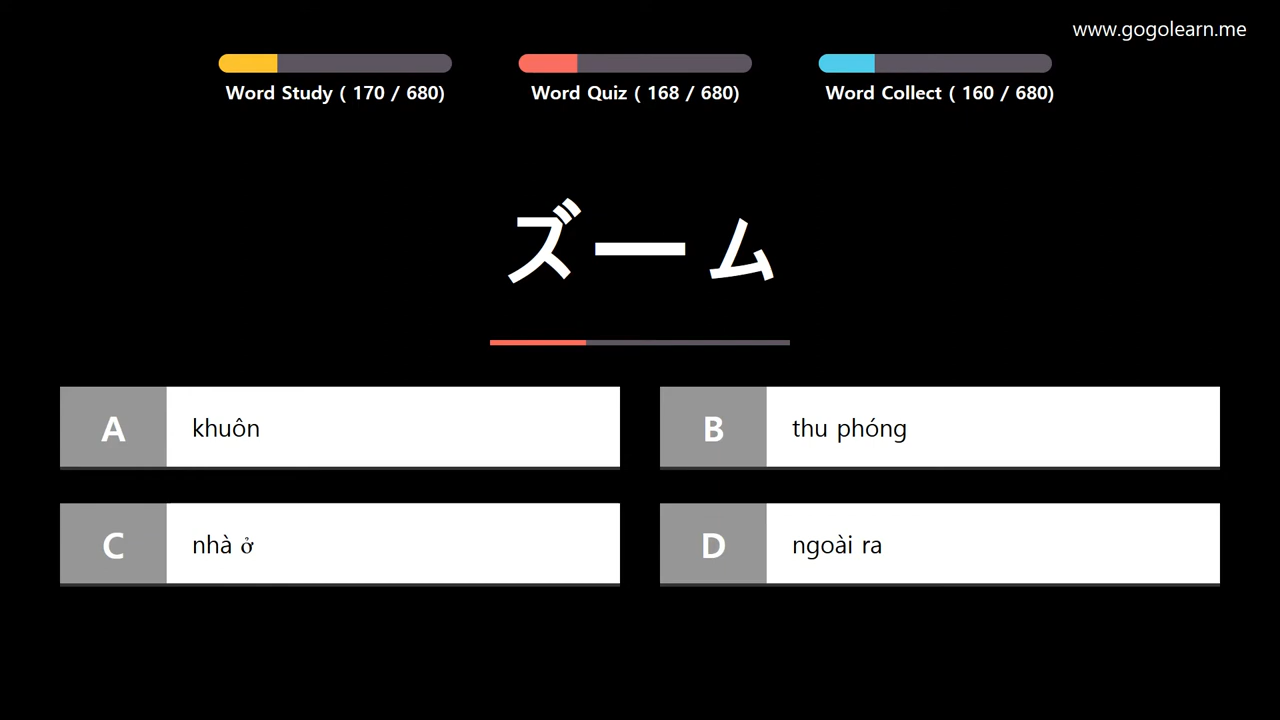 www.gogolearn.me
Word Study ( 170 / 680)
Word Quiz ( 168 / 680)
Word Collect ( 160 / 680)
ズーム
A khuôn
B thu phóng
C nhà ở
D ngoài ra